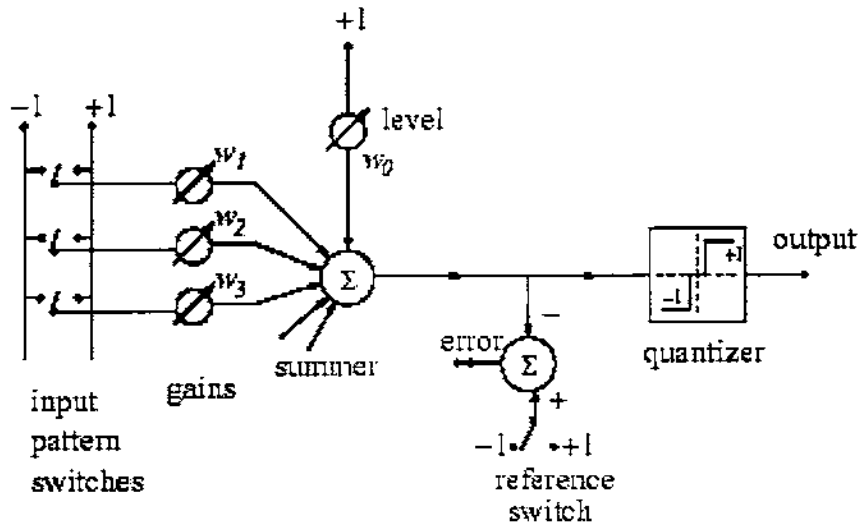 +1
-1 +1
level
w0
w1
w2
w3
Σ
summer
gains
input
pattern
switches
−
error
Σ
+
-1 +1
reference
switch
+1
-1
quantizer
output